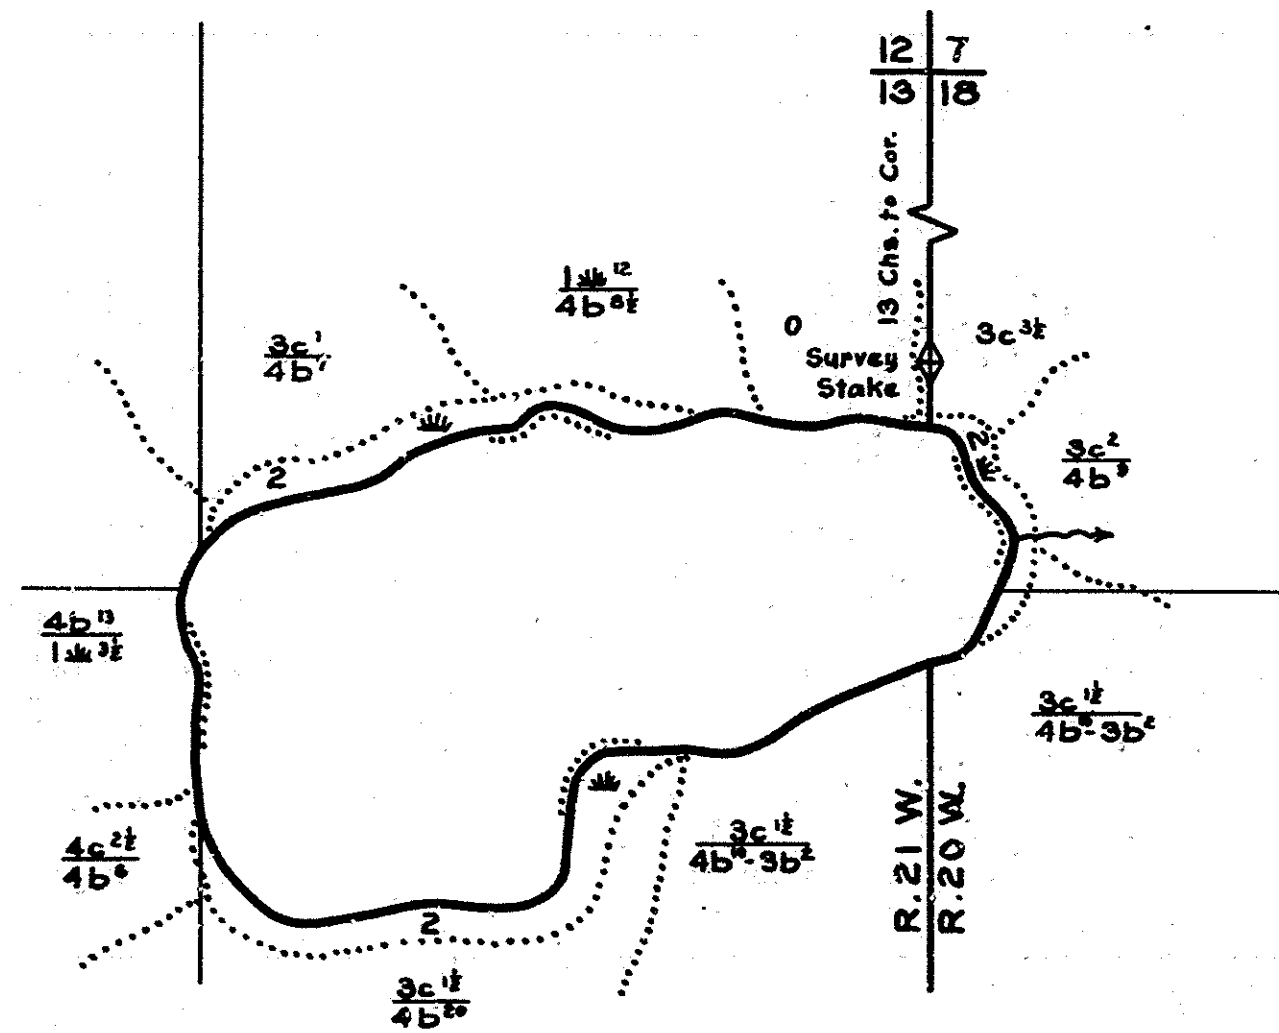 12 7
13 18
13 Chs. to Cor.
1 12
4b 8½
3c 1
4b 7
0
Survey
Stake
3c 3½
2
2
3c 2
4b 9
4b 13
1 3½
3c 1½
4b - 3b 2
4c 2½
4b 6
3c 1½
4b - 3b 2
R. 21 W.
R. 20 W.
2
3c 1½
4b 20